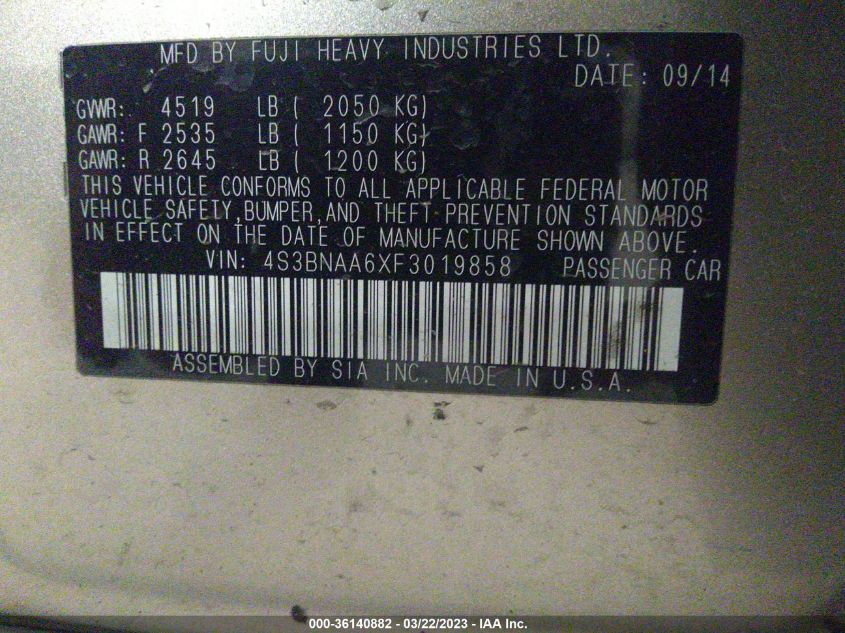 MFD BY FUJI HEAVY INDUSTRIES LTD.
DATE: 09/14
GVWR: 4519 LB ( 2050 KG)
GAWR: F 2535 LB ( 1150 KG)
GAWR: R 2645 LB ( 1200 KG)
THIS VEHICLE CONFORMS TO ALL APPLICABLE FEDERAL MOTOR
VEHICLE SAFETY,BUMPER,AND THEFT PREVENTION STANDARDS
IN EFFECT ON THE DATE OF MANUFACTURE SHOWN ABOVE.
VIN: 4S3BNAA6XF3019858 PASSENGER CAR
ASSEMBLED BY SIA INC. MADE IN U.S.A.
000-36140882 - 03/22/2023 - IAA Inc.